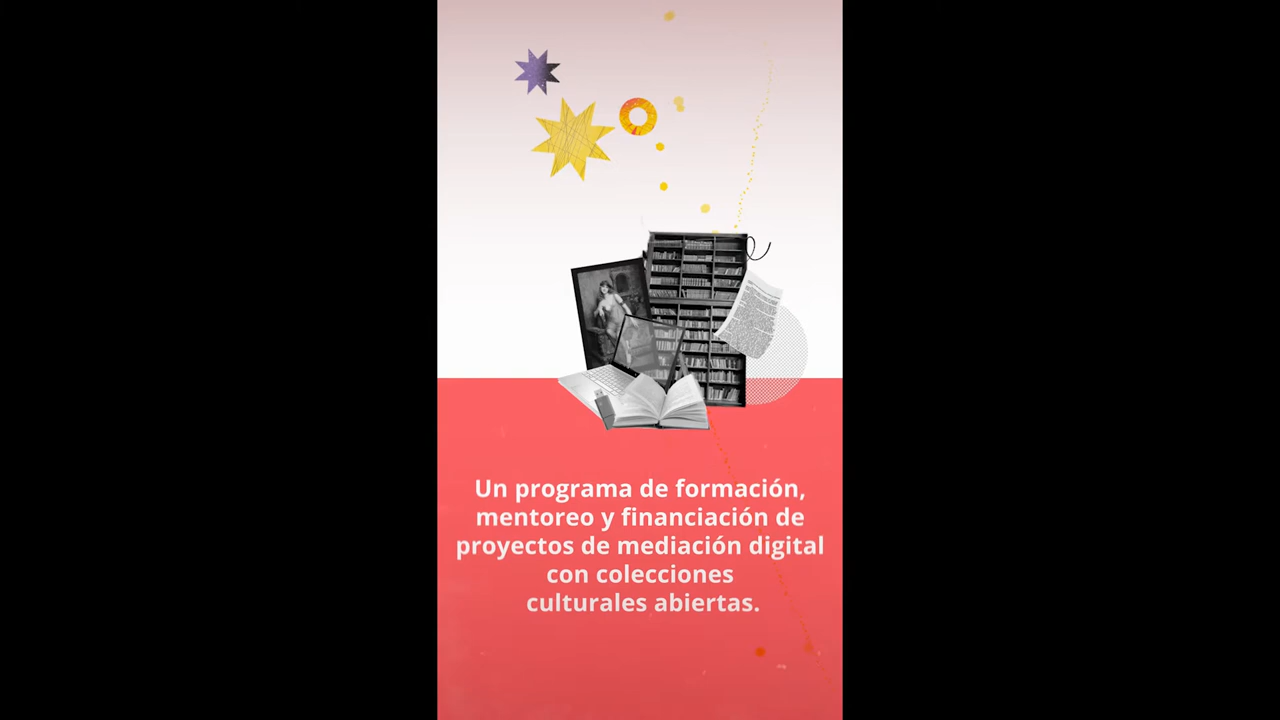 Un programa de formación,
mentoreo y financiación de
proyectos de mediación digital
con colecciones
culturales abiertas.